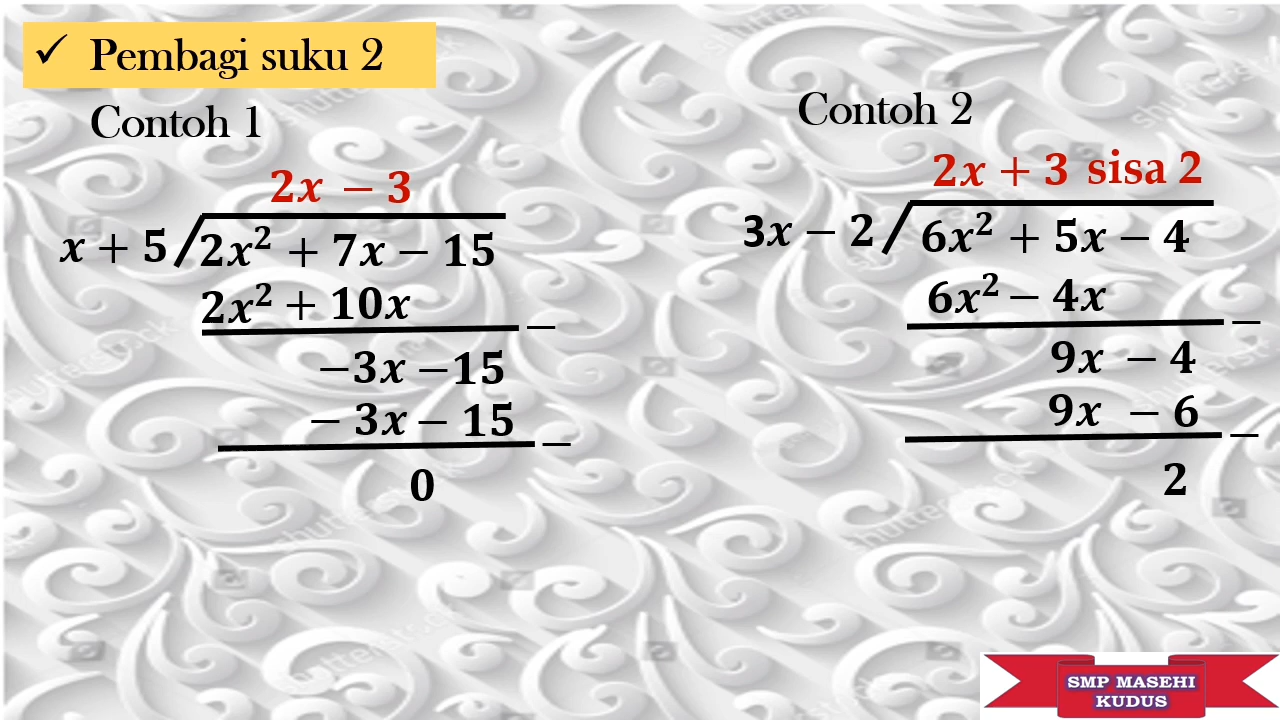 ✓ Pembagi suku 2
Contoh 1
2x − 3
x + 5 / 2x² + 7x − 15
2x² + 10x
−
−3x −15
− 3x − 15
−
0
Contoh 2
2x + 3 sisa 2
3x − 2 / 6x² + 5x − 4
6x² − 4x
−
9x − 4
9x − 6
−
2
SMP MASEHI
KUDUS